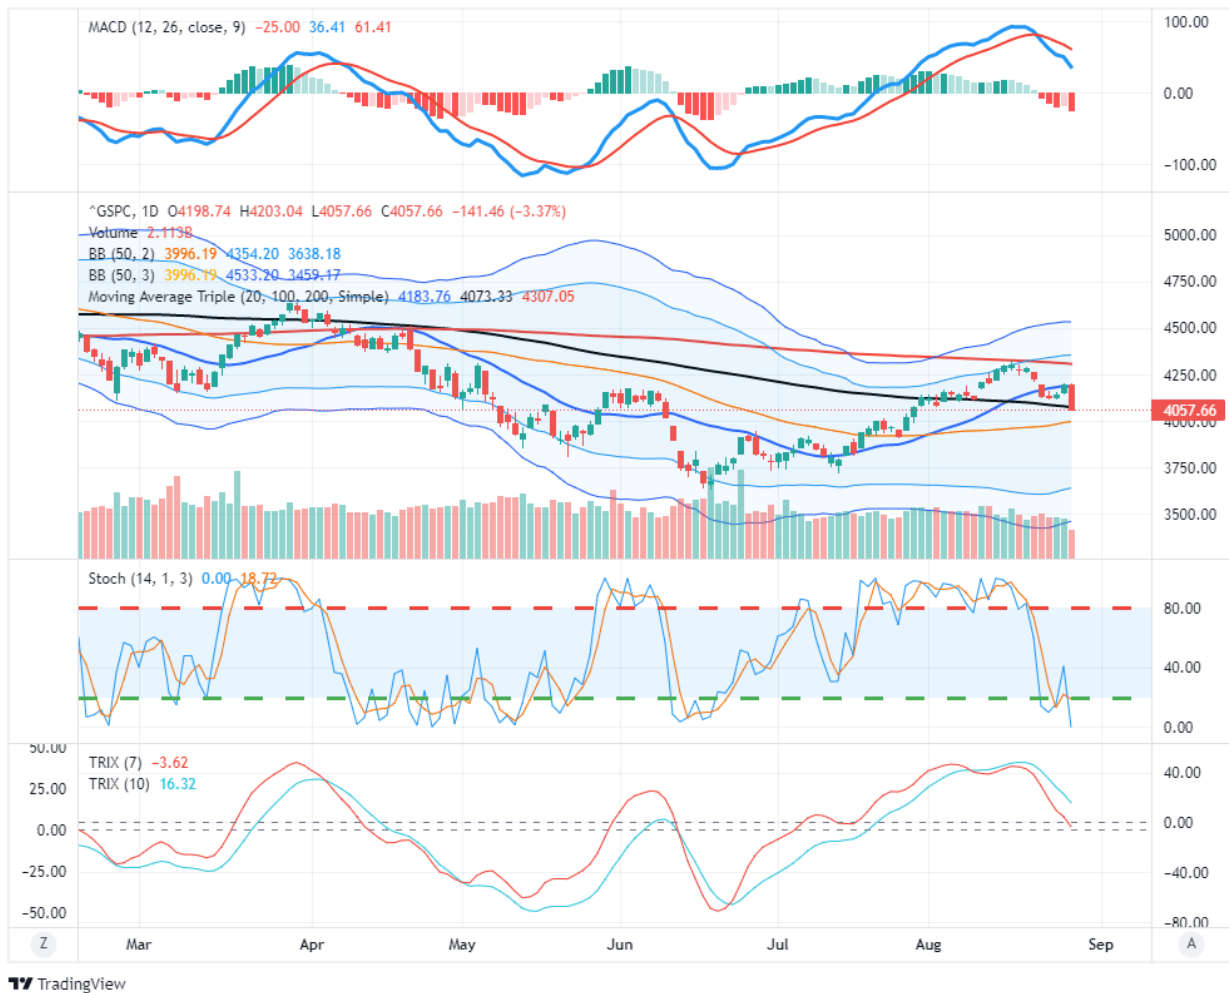 MACD (12, 26, close, 9) −25.00 36.41 61.41
100.00
0.00
−100.00
^GSPC, 1D O4198.74 H4203.04 L4057.66 C4057.66 −141.46 (−3.37%)
Volume 2.113B
BB (50, 2) 3996.19 4354.20 3638.18
BB (50, 3) 3996.19 4533.20 3459.17
Moving Average Triple (20, 100, 200, Simple) 4183.76 4073.33 4307.05
5000.00
4750.00
4500.00
4250.00
4057.66
4000.00
3750.00
3500.00
Stoch (14, 1, 3) 0.00 18.72
80.00
40.00
0.00
TRIX (7) −3.62
TRIX (10) 16.32
50.00
25.00
0.00
−25.00
−50.00
40.00
0.00
−40.00
−80.00
Z Mar Apr May Jun Jul Aug Sep A
TradingView